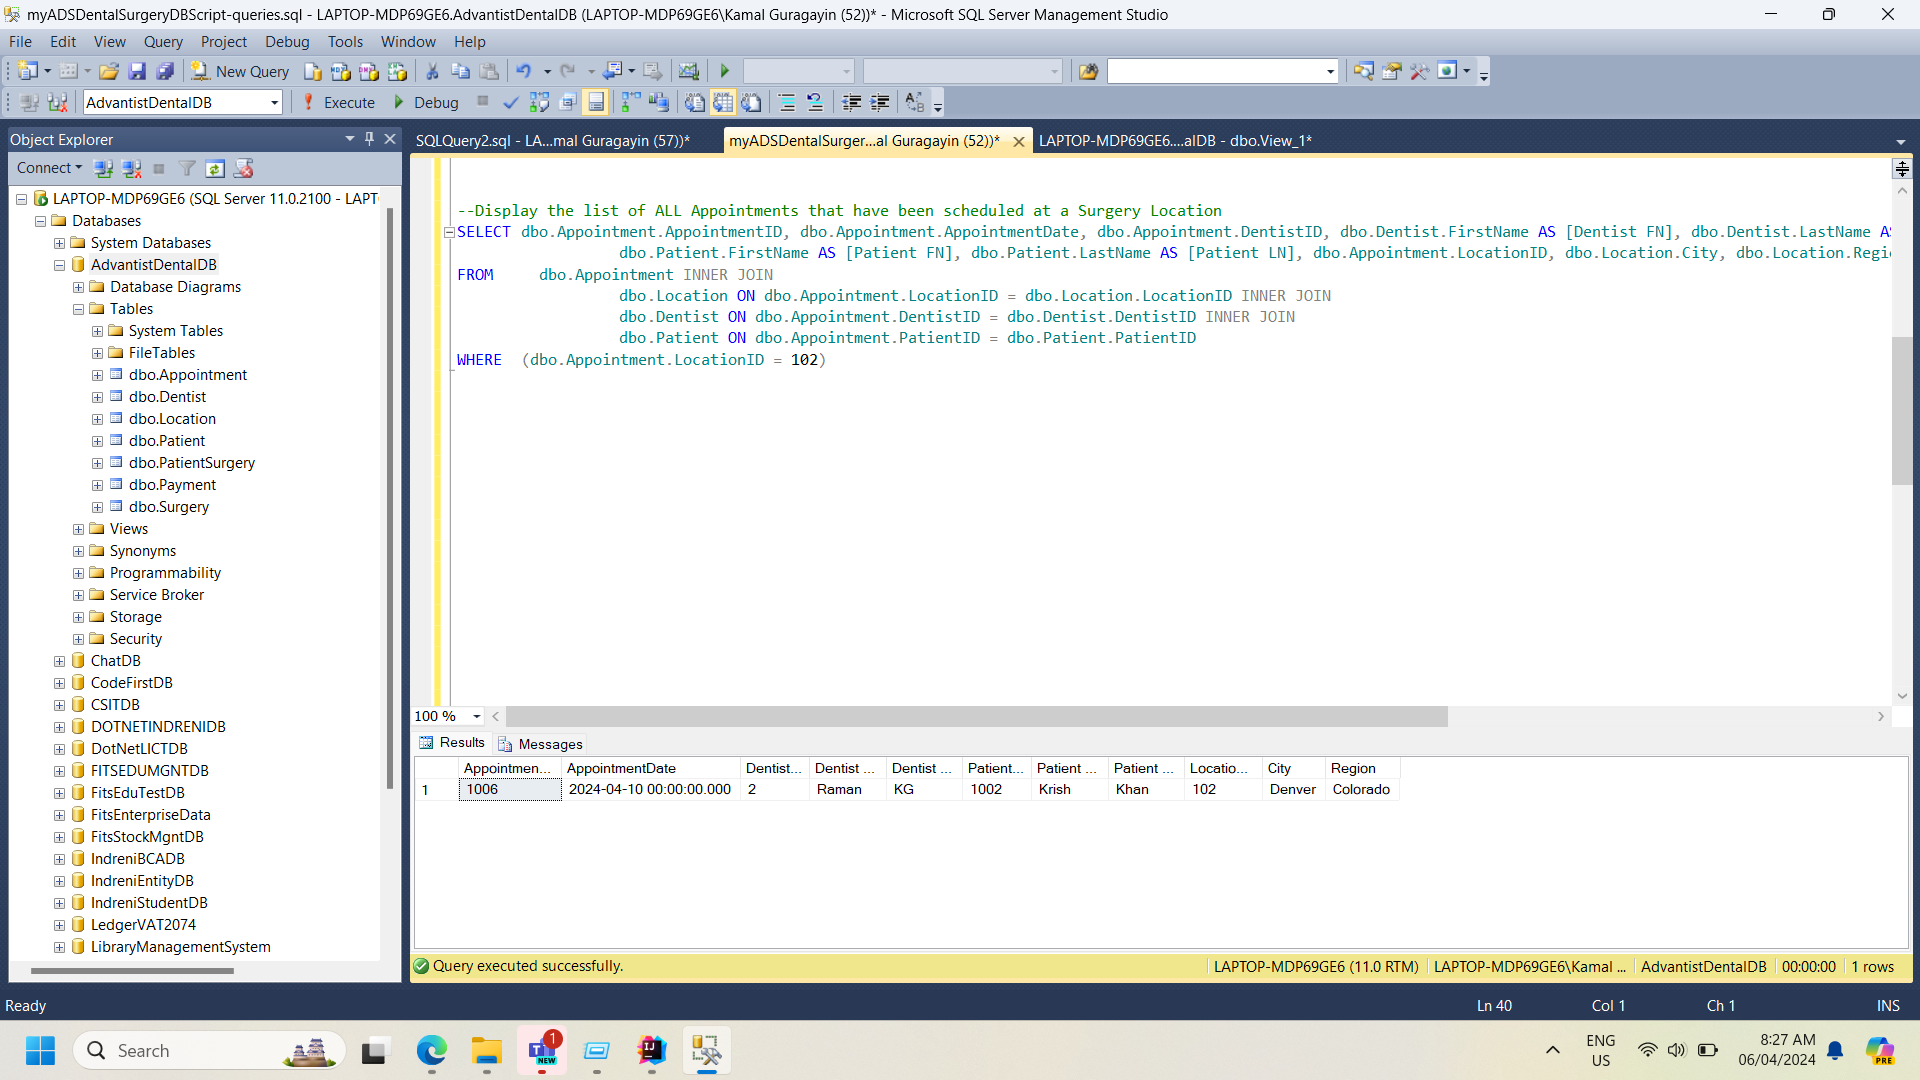 myADSDentalSurgeryDBScript-queries.sql - LAPTOP-MDP69GE6.AdvantistDentalDB (LAPTOP-MDP69GE6\Kamal Guragayin (52))* - Microsoft SQL Server Management Studio
File Edit View Query Project Debug Tools Window Help
New Query
AdvantistDentalDB Execute Debug
Object Explorer
SQLQuery2.sql - LA...mal Guragayin (57))* myADSDentalSurger...al Guragayin (52))* LAPTOP-MDP69GE6....alDB - dbo.View_1*
Connect
LAPTOP-MDP69GE6 (SQL Server 11.0.2100 - LAPT
Databases
System Databases
AdvantistDentalDB
Database Diagrams
Tables
System Tables
FileTables
dbo.Appointment
dbo.Dentist
dbo.Location
dbo.Patient
dbo.PatientSurgery
dbo.Payment
dbo.Surgery
Views
Synonyms
Programmability
Service Broker
Storage
Security
ChatDB
CodeFirstDB
CSITDB
DOTNETINDRENIDB
DotNetLICTDB
FITSEDUMGNTDB
FitsEduTestDB
FitsEnterpriseData
FitsStockMgntDB
IndreniBCADB
IndreniEntityDB
IndreniStudentDB
LedgerVAT2074
LibraryManagementSystem
--Display the list of ALL Appointments that have been scheduled at a Surgery Location
SELECT dbo.Appointment.AppointmentID, dbo.Appointment.AppointmentDate, dbo.Appointment.DentistID, dbo.Dentist.FirstName AS [Dentist FN], dbo.Dentist.LastName AS
dbo.Patient.FirstName AS [Patient FN], dbo.Patient.LastName AS [Patient LN], dbo.Appointment.LocationID, dbo.Location.City, dbo.Location.Regi
FROM dbo.Appointment INNER JOIN
dbo.Location ON dbo.Appointment.LocationID = dbo.Location.LocationID INNER JOIN
dbo.Dentist ON dbo.Appointment.DentistID = dbo.Dentist.DentistID INNER JOIN
dbo.Patient ON dbo.Appointment.PatientID = dbo.Patient.PatientID
WHERE (dbo.Appointment.LocationID = 102)
100 %
Results Messages
Appointmen... AppointmentDate Dentist... Dentist ... Dentist ... Patient... Patient ... Patient ... Locatio... City Region
1 1006 2024-04-10 00:00:00.000 2 Raman KG 1002 Krish Khan 102 Denver Colorado
Query executed successfully. LAPTOP-MDP69GE6 (11.0 RTM) LAPTOP-MDP69GE6\Kamal ... AdvantistDentalDB 00:00:00 1 rows
Ready Ln 40 Col 1 Ch 1 INS
Search 1 NEW ENG US 8:27 AM 06/04/2024 PRE